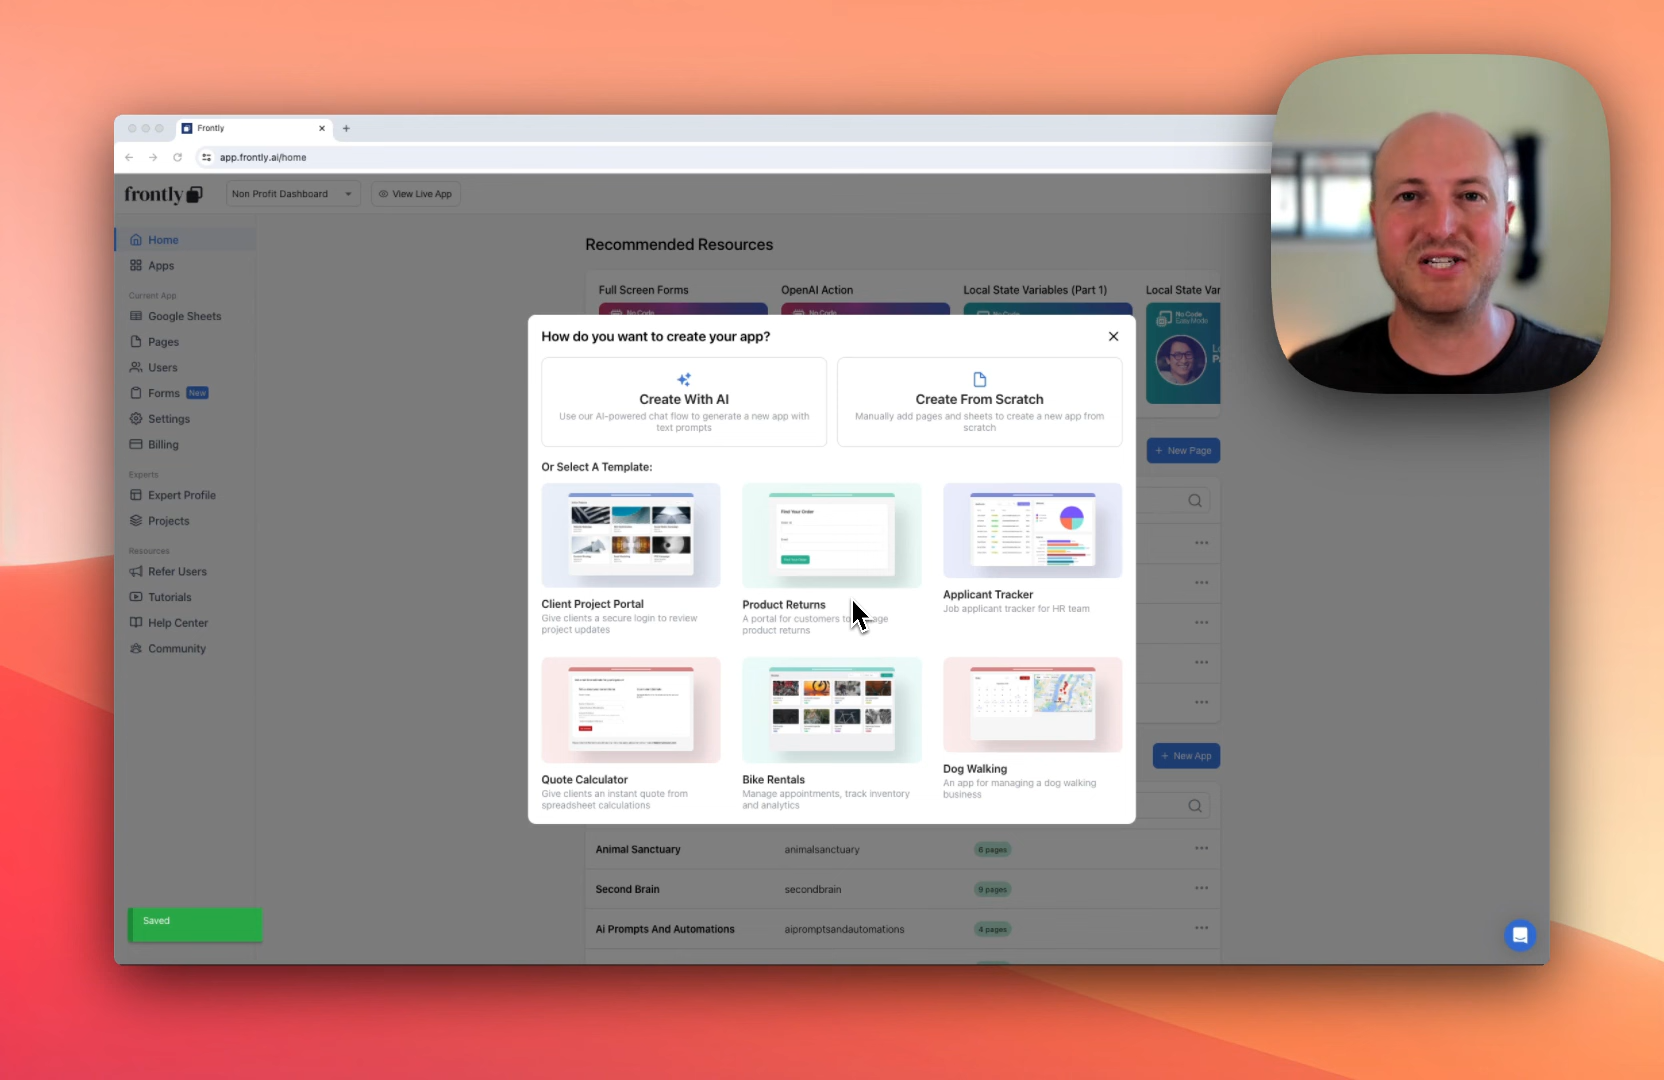 Frontly
app.frontly.ai/home
frontly
Non Profit Dashboard
View Live App
Home
Apps
Current App
Google Sheets
Pages
Users
Forms New
Settings
Billing
Experts
Expert Profile
Projects
Resources
Refer Users
Tutorials
Help Center
Community
Saved
Recommended Resources
Full Screen Forms
OpenAI Action
Local State Variables (Part 1)
Local State Var
No Code
Easy Mode
+ New Page
How do you want to create your app?
Create With AI
Use our AI-powered chat flow to generate a new app with
text prompts
Create From Scratch
Manually add pages and sheets to create a new app from
scratch
Or Select A Template:
Find Your Order
Client Project Portal
Give clients a secure login to review
project updates
Product Returns
A portal for customers to
product returns
Applicant Tracker
Job applicant tracker for HR team
Quote Calculator
Give clients an instant quote from
spreadsheet calculations
Bike Rentals
Manage appointments, track inventory
and analytics
Dog Walking
An app for managing a dog walking
business
+ New App
Animal Sanctuary animalsanctuary 6 pages
Second Brain secondbrain 9 pages
Ai Prompts And Automations aipromptsandautomations 4 pages